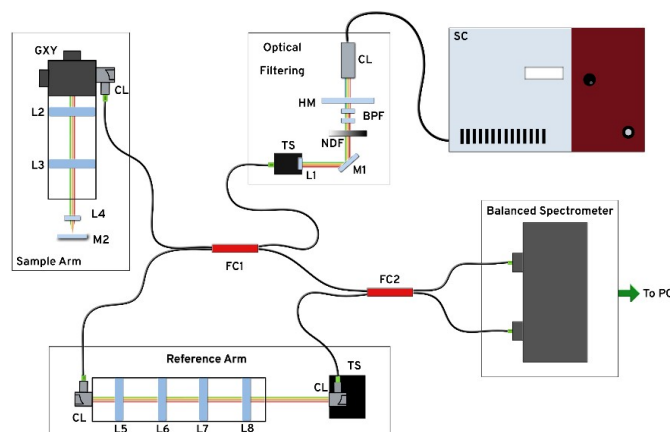 GXY
CL
L2
L3
L4
M2
Sample Arm
Optical
Filtering
CL
HM
BPF
NDF
TS
L1
M1
SC
FC1
FC2
Balanced Spectrometer
To PC
Reference Arm
CL
L5
L6
L7
L8
CL
TS